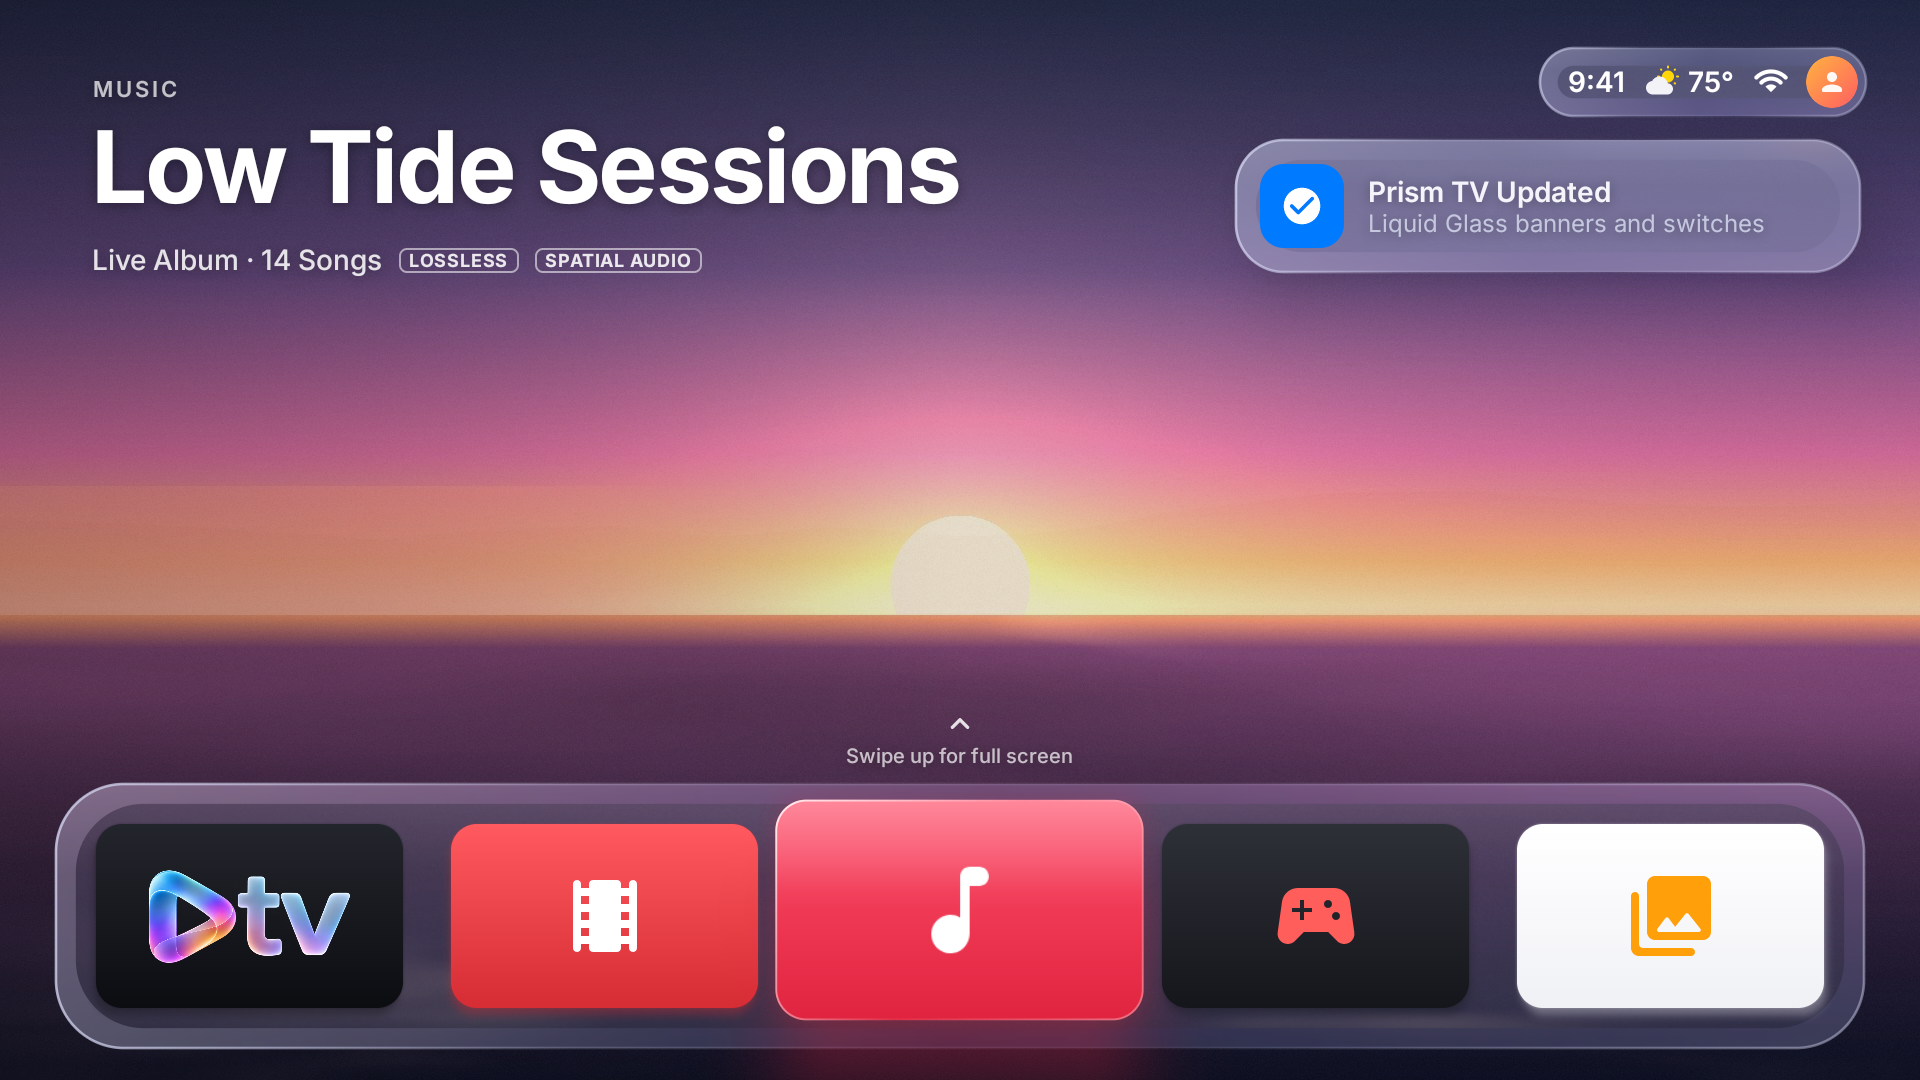 MUSIC
Low Tide Sessions
Live Album · 14 Songs LOSSLESS SPATIAL AUDIO
9:41 75°
Prism TV Updated
Liquid Glass banners and switches
Swipe up for full screen
tv